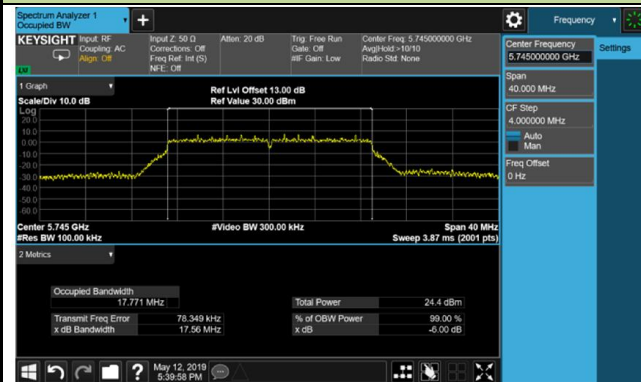 Spectrum Analyzer 1
Occupied BW
Frequency
KEYSIGHT
Input: RF
Coupling: AC
Align: Off
Input Z: 50 Ω
Corrections: Off
Freq Ref: Int (S)
NFE: Off
Atten: 20 dB
Trig: Free Run
Gate: Off
#IF Gain: Low
Center Freq: 5.745000000 GHz
Avg|Hold:>10/10
Radio Std: None
Center Frequency
5.745000000 GHz
Settings
Span
40.000 MHz
CF Step
4.000000 MHz
Auto
Man
Freq Offset
0 Hz
1 Graph
Scale/Div 10.0 dB
Ref Lvl Offset 13.00 dB
Ref Value 30.00 dBm
Log
20.0
10.0
0.00
-10.0
-20.0
-30.0
-40.0
-50.0
-60.0
Center 5.745 GHz
#Res BW 100.00 kHz
#Video BW 300.00 kHz
Span 40 MHz
Sweep 3.87 ms (2001 pts)
2 Metrics
Occupied Bandwidth
17.771 MHz
Total Power 24.4 dBm
Transmit Freq Error 78.349 kHz
% of OBW Power 99.00 %
x dB Bandwidth 17.56 MHz
x dB -6.00 dB
May 12, 2019
5:39:58 PM